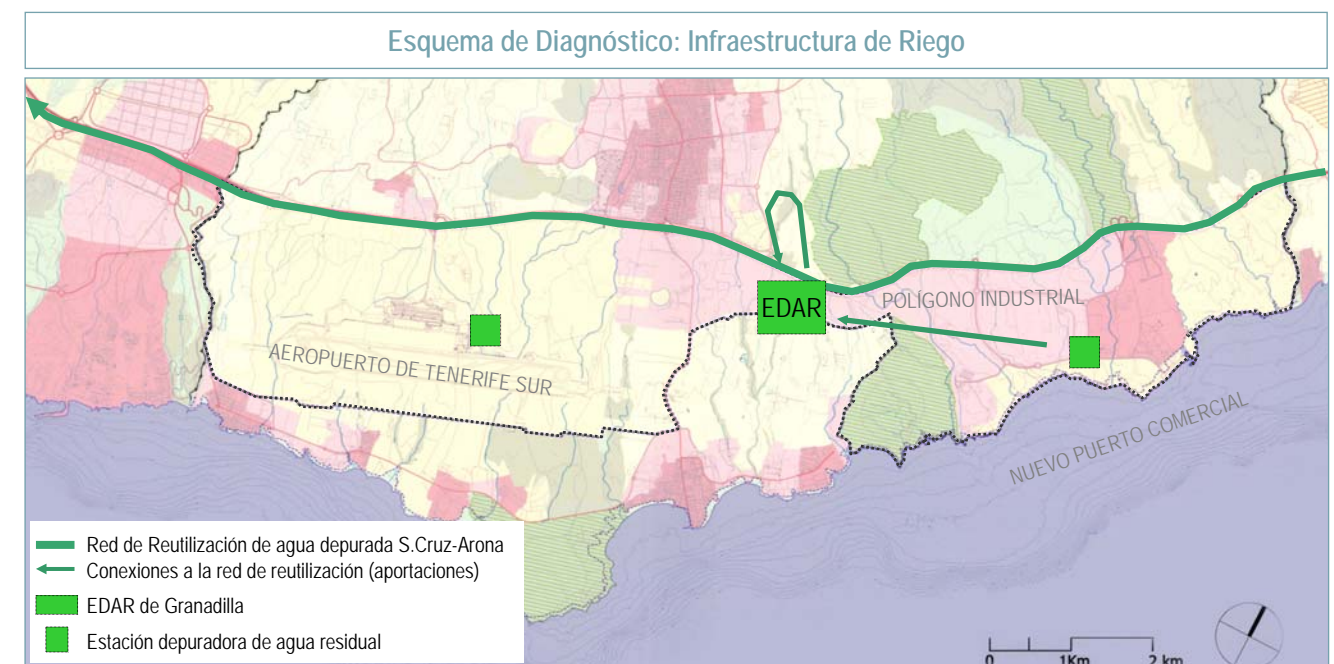 Esquema de Diagnóstico: Infraestructura de Riego
EDAR
POLÍGONO INDUSTRIAL
AEROPUERTO DE TENERIFE SUR
NUEVO PUERTO COMERCIAL
Red de Reutilización de agua depurada S.Cruz-Arona
Conexiones a la red de reutilización (aportaciones)
EDAR de Granadilla
Estación depuradora de agua residual
0 1Km 2 km